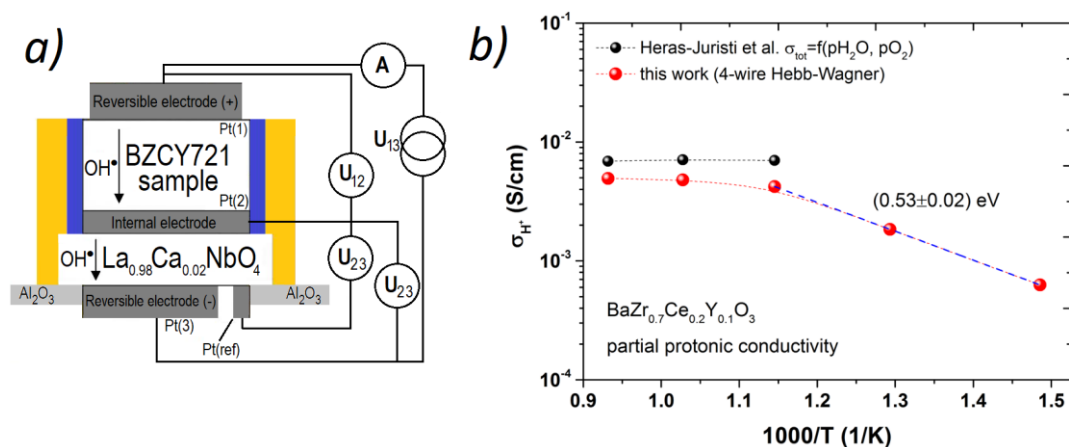 a)
A
Reversible electrode (+)
Pt(1)
U13
OH•
BZCY721
sample
U12
Pt(2)
Internal electrode
OH•
La0.98Ca0.02NbO4
U23
U23
Al2O3
Reversible electrode (-)
Al2O3
Pt(3)
Pt(ref)
b)
10-1
Heras-Juristi et al. σtot=f(pH2O, pO2)
this work (4-wire Hebb-Wagner)
10-2
(0.53±0.02) eV
σH+ (S/cm)
10-3
BaZr0.7Ce0.2Y0.1O3
partial protonic conductivity
10-4
0.9 1.0 1.1 1.2 1.3 1.4 1.5
1000/T (1/K)